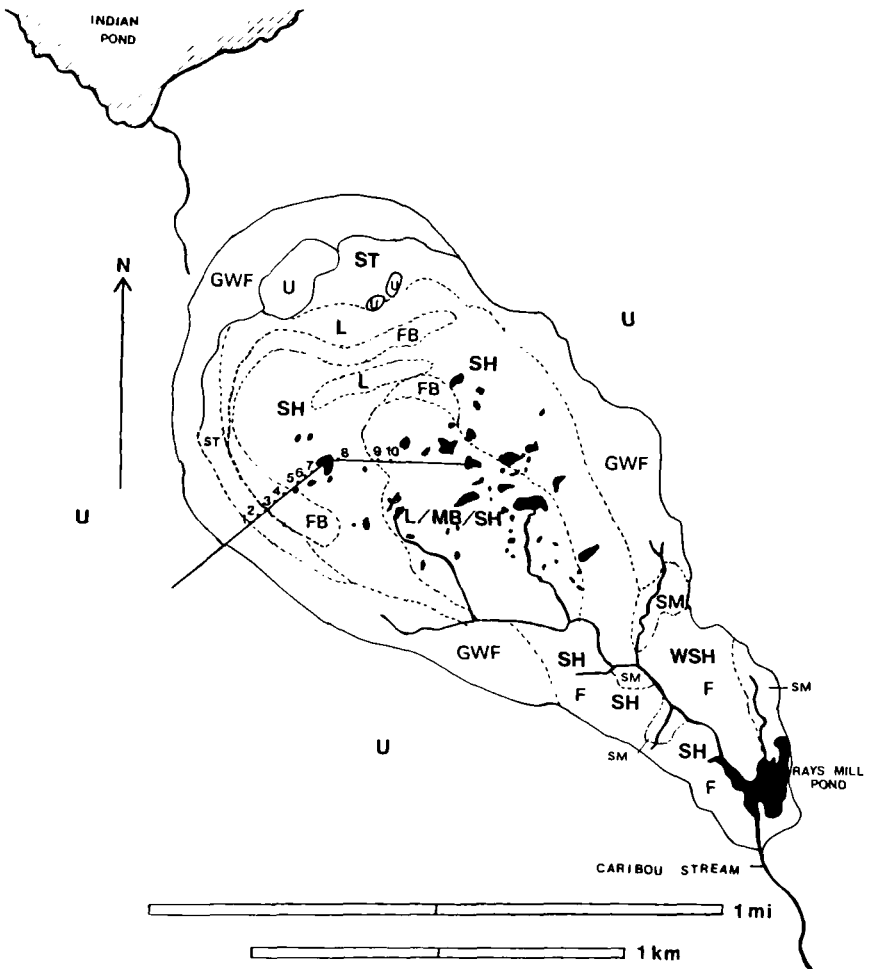 INDIAN
POND
N
GWF
U
ST
U
U
U
L
FB
L
SH
FB
SH
ST
8
9 10
7
6
5
4
3
2
1
GWF
U
FB
L/MB/SH
SM
GWF
SH
WSH
SM
F
SH
F
SM
SM
SH
F
RAYS MILL
POND
U
CARIBOU STREAM
1 mi
1 km